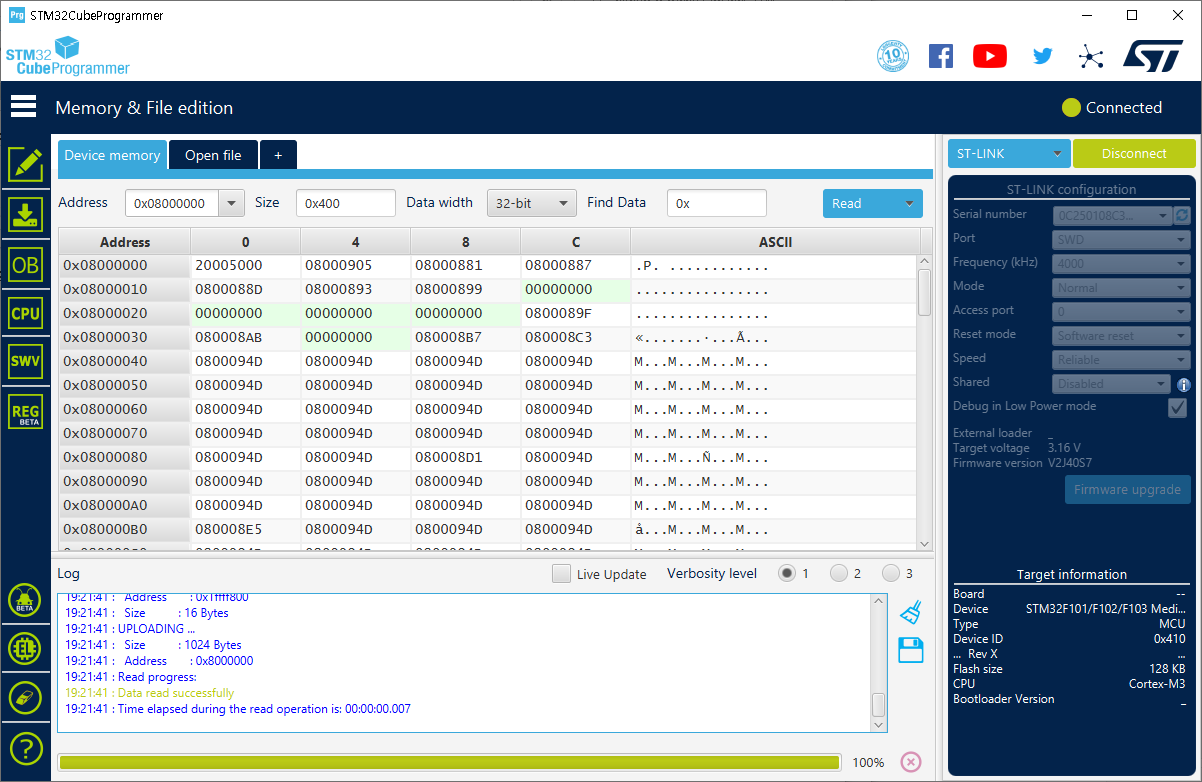 Prg STM32CubeProgrammer
STM32
CubeProgrammer
10 YEARS
Memory & File edition
Connected
Device memory Open file +
ST-LINK Disconnect
Address 0x08000000 Size 0x400 Data width 32-bit Find Data 0x Read
Address 0 4 8 C ASCII
0x08000000 20005000 08000905 08000881 08000887 .P. ............
0x08000010 0800088D 08000893 08000899 00000000 ................
0x08000020 00000000 00000000 00000000 0800089F ................
0x08000030 080008AB 00000000 080008B7 080008C3 «.......·...Ã...
0x08000040 0800094D 0800094D 0800094D 0800094D M...M...M...M...
0x08000050 0800094D 0800094D 0800094D 0800094D M...M...M...M...
0x08000060 0800094D 0800094D 0800094D 0800094D M...M...M...M...
0x08000070 0800094D 0800094D 0800094D 0800094D M...M...M...M...
0x08000080 0800094D 0800094D 080008D1 0800094D M...M...Ñ...M...
0x08000090 0800094D 0800094D 0800094D 0800094D M...M...M...M...
0x080000A0 0800094D 0800094D 0800094D 0800094D M...M...M...M...
0x080000B0 080008E5 0800094D 0800094D 0800094D å...M...M...M...
OB
CPU
SWV
REG
BETA
BETA
EL
?
ST-LINK configuration
Serial number 0C250108C3...
Port SWD
Frequency (kHz) 4000
Mode Normal
Access port 0
Reset mode Software reset
Speed Reliable
Shared Disabled
Debug in Low Power mode
External loader _
Target voltage 3.16 V
Firmware version V2J40S7
Firmware upgrade
Target information
Board --
Device STM32F101/F102/F103 Medi...
Type MCU
Device ID 0x410
... Rev X ...
Flash size 128 KB
CPU Cortex-M3
Bootloader Version _
Log Live Update Verbosity level 1 2 3
19:21:41 : Address : 0x1ffff800
19:21:41 : Size : 16 Bytes
19:21:41 : UPLOADING ...
19:21:41 : Size : 1024 Bytes
19:21:41 : Address : 0x8000000
19:21:41 : Read progress:
19:21:41 : Data read successfully
19:21:41 : Time elapsed during the read operation is: 00:00:00.007
100%